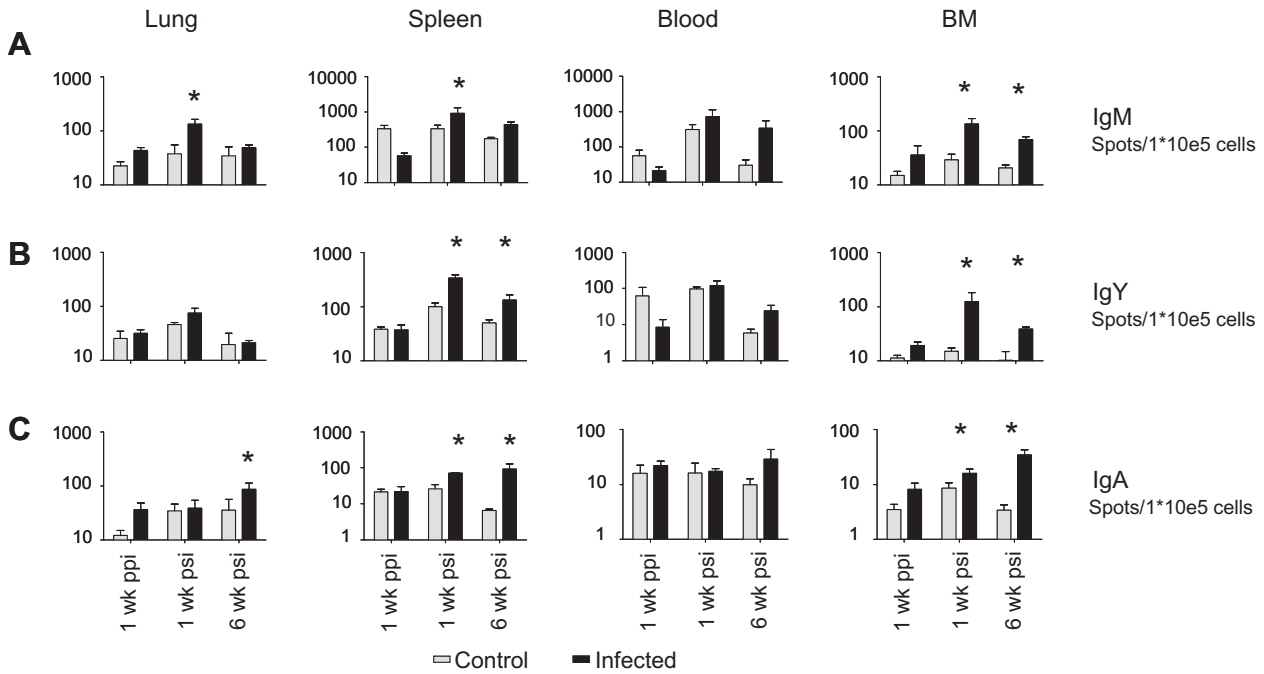 Lung Spleen Blood BM
A
1000 100 10
*
10000 1000 100 10
*
10000 1000 100 10
1000 100 10
* *
IgM
Spots/1*10e5 cells
B
1000 100 10
1000 100 10
* *
100 10 1
1000 100 10
* *
IgY
Spots/1*10e5 cells
C
1000 100 10
*
1000 100 10 1
* *
100 10 1
100 10 1
* *
IgA
Spots/1*10e5 cells
1 wk ppi 1 wk psi 6 wk psi
1 wk ppi 1 wk psi 6 wk psi
1 wk ppi 1 wk psi 6 wk psi
1 wk ppi 1 wk psi 6 wk psi
Control Infected